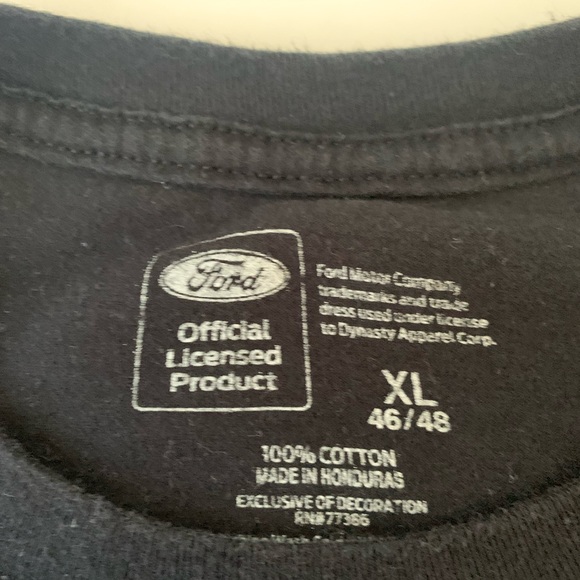 Ford
Official
Licensed
Product
Ford Motor Company
trademarks and trade
dress used under license
to Dynasty Apparel Corp.
XL
46/48
100% COTTON
MADE IN HONDURAS
EXCLUSIVE OF DECORATION
RN#77366